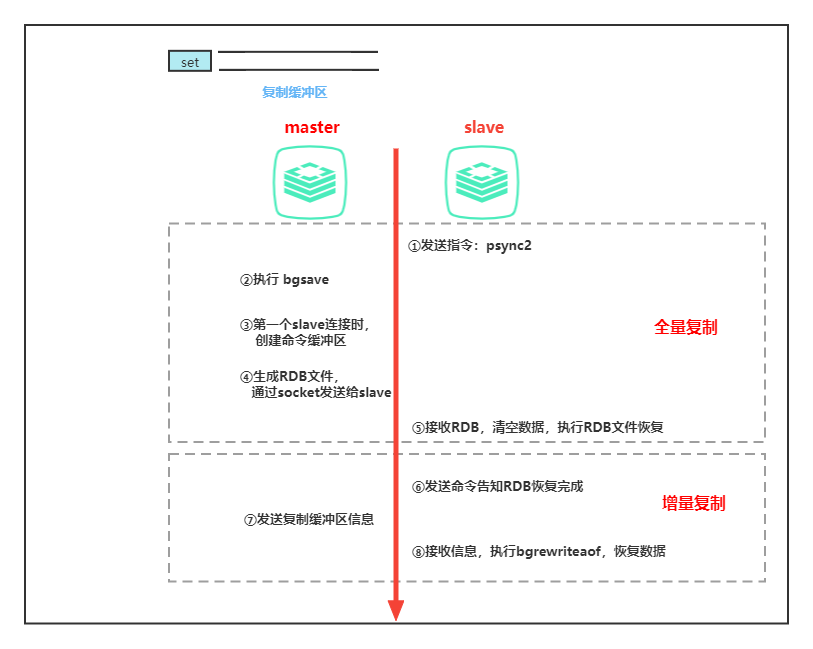 set
复制缓冲区
master
slave
①发送指令：psync2
②执行 bgsave
③第一个slave连接时，
创建命令缓冲区
全量复制
④生成RDB文件，
通过socket发送给slave
⑤接收RDB，清空数据，执行RDB文件恢复
⑥发送命令告知RDB恢复完成
增量复制
⑦发送复制缓冲区信息
⑧接收信息，执行bgrewriteaof，恢复数据